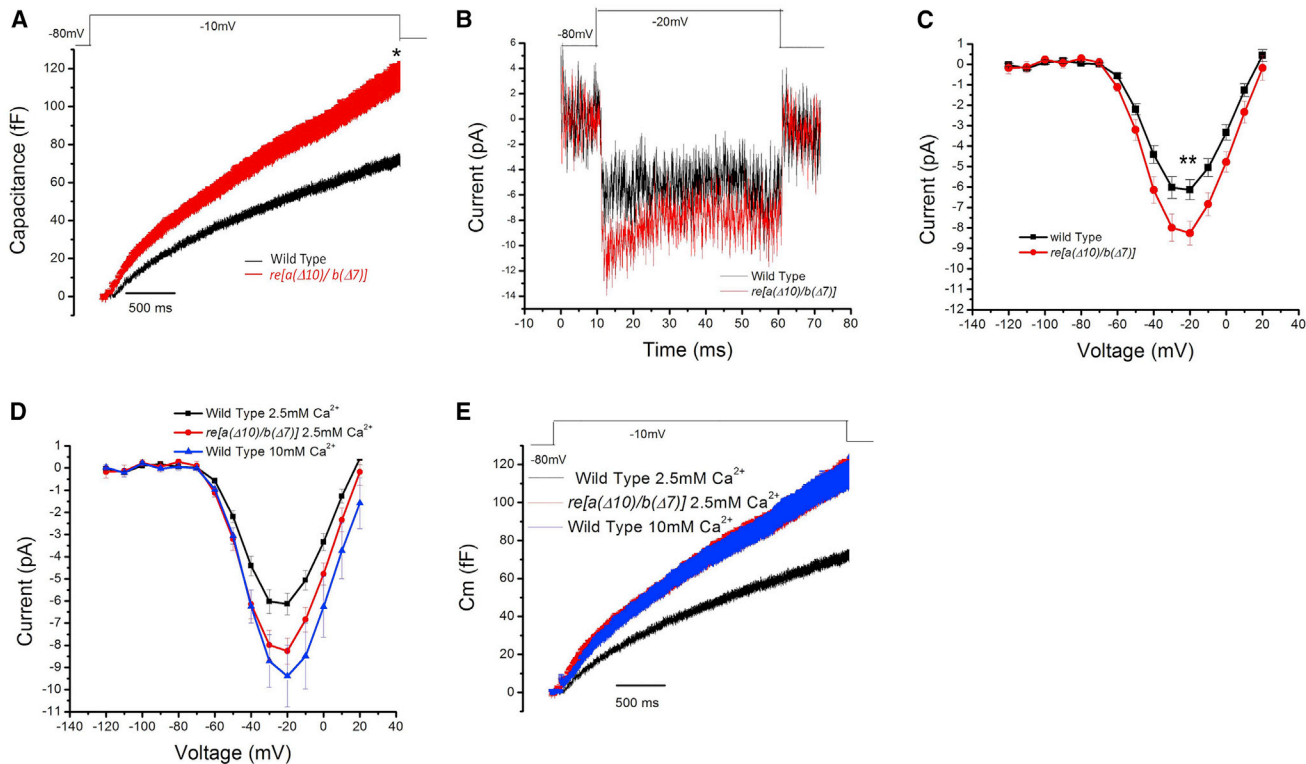 A
-80mV
-10mV
*
120
100
80
60
40
20
0
Capacitance (fF)
Wild Type
re[a(Δ10)/ b(Δ7)]
500 ms
B
-80mV
-20mV
6
4
2
0
-2
-4
-6
-8
-10
-12
-14
Current (pA)
Wild Type
re[a(Δ10)/b(Δ7)]
-10 0 10 20 30 40 50 60 70 80
Time (ms)
C
1
0
-1
-2
-3
-4
-5
-6
-7
-8
-9
-10
-11
-12
Current (pA)
**
wild Type
re[a(Δ10)/b(Δ7)]
-140 -120 -100 -80 -60 -40 -20 0 20 40
Voltage (mV)
D
Wild Type 2.5mM Ca2+
re[a(Δ10)/b(Δ7)] 2.5mM Ca2+
Wild Type 10mM Ca2+
1
0
-1
-2
-3
-4
-5
-6
-7
-8
-9
-10
-11
Current (pA)
-140 -120 -100 -80 -60 -40 -20 0 20 40
Voltage (mV)
E
-80mV
-10mV
Wild Type 2.5mM Ca2+
re[a(Δ10)/b(Δ7)] 2.5mM Ca2+
Wild Type 10mM Ca2+
120
100
80
60
40
20
0
Cm (fF)
500 ms